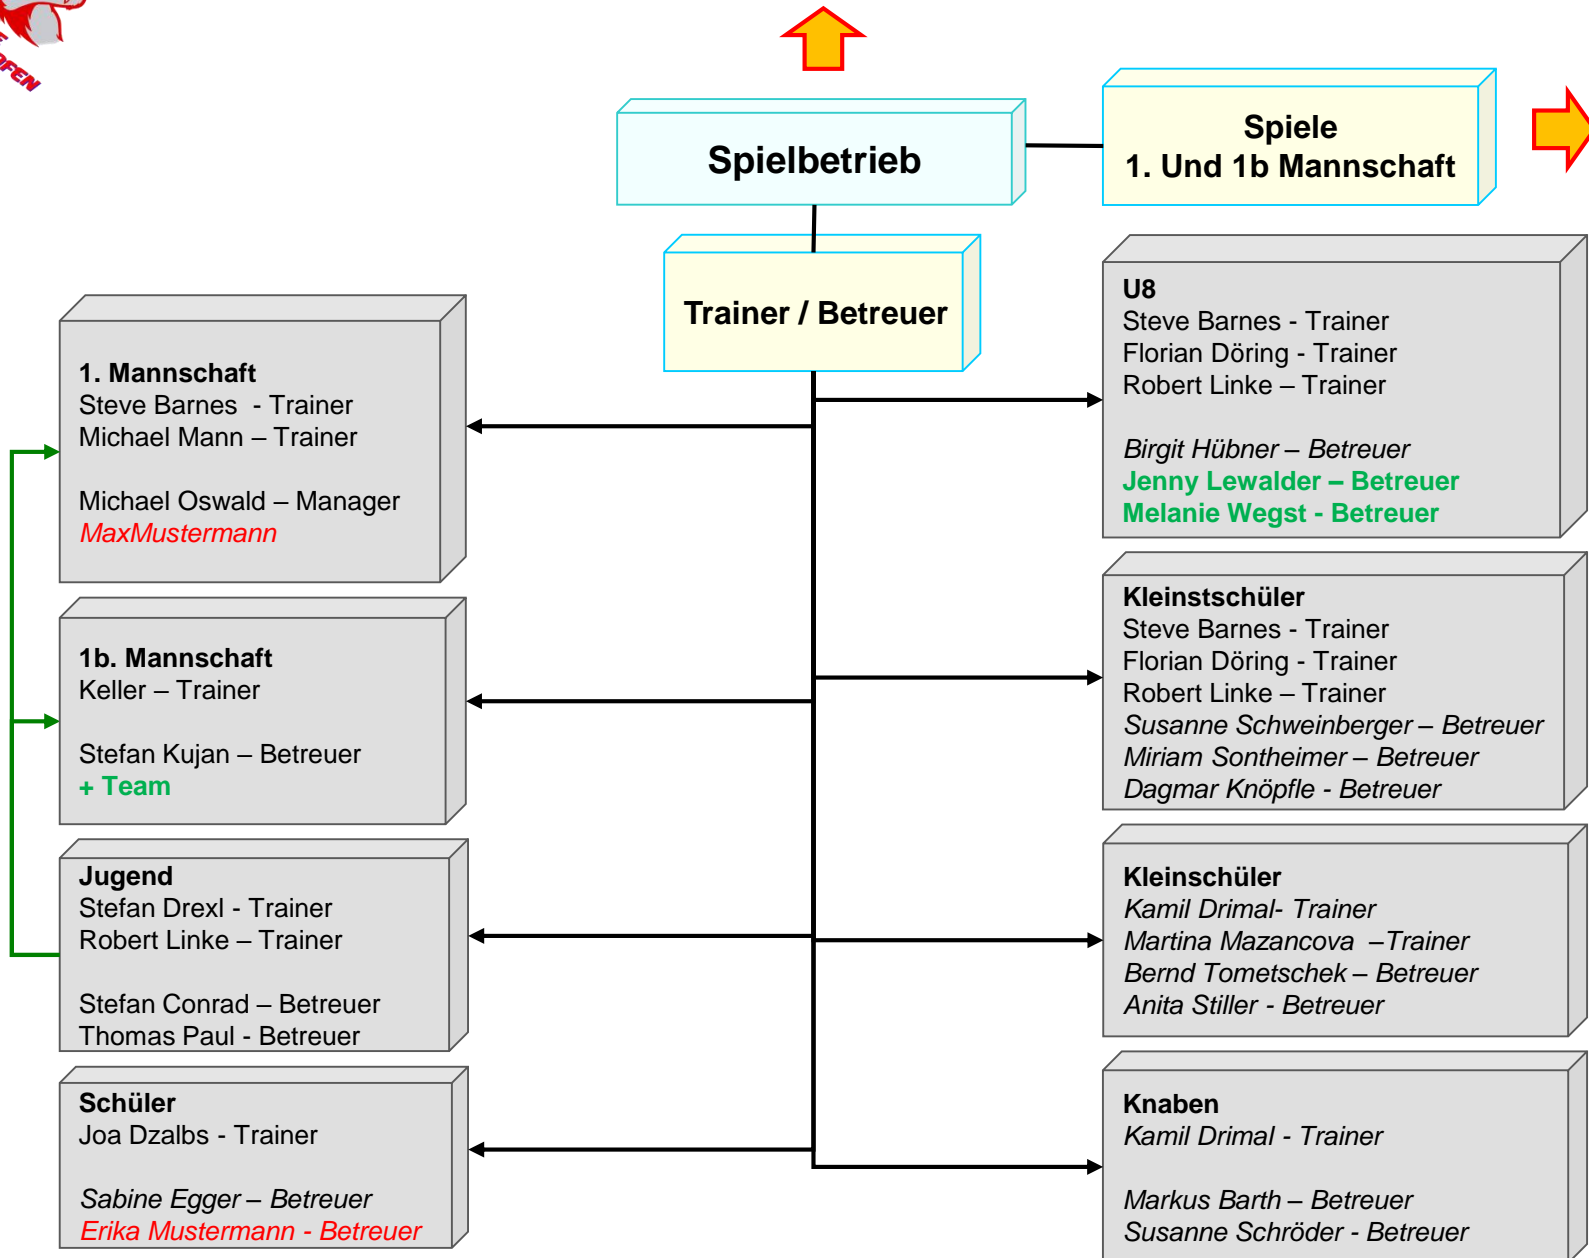 Spielbetrieb
Spiele
1. Und 1b Mannschaft
Trainer / Betreuer
1. Mannschaft
Steve Barnes  - Trainer
Michael Mann – Trainer
Michael Oswald – Manager
MaxMustermann
1b. Mannschaft
Keller – Trainer
Stefan Kujan – Betreuer
+ Team
Jugend
Stefan Drexl - Trainer
Robert Linke – Trainer
Stefan Conrad – Betreuer
Thomas Paul - Betreuer
Schüler
Joa Dzalbs - Trainer
Sabine Egger – Betreuer
Erika Mustermann - Betreuer
U8
Steve Barnes - Trainer
Florian Döring - Trainer
Robert Linke – Trainer
Birgit Hübner – Betreuer
Jenny Lewalder – Betreuer
Melanie Wegst - Betreuer
Kleinstschüler
Steve Barnes - Trainer
Florian Döring - Trainer
Robert Linke – Trainer
Susanne Schweinberger – Betreuer
Miriam Sontheimer – Betreuer
Dagmar Knöpfle - Betreuer
Kleinschüler
Kamil Drimal- Trainer
Martina Mazancova  –Trainer
Bernd Tometschek – Betreuer
Anita Stiller - Betreuer
Knaben
Kamil Drimal - Trainer
Markus Barth – Betreuer
Susanne Schröder - Betreuer